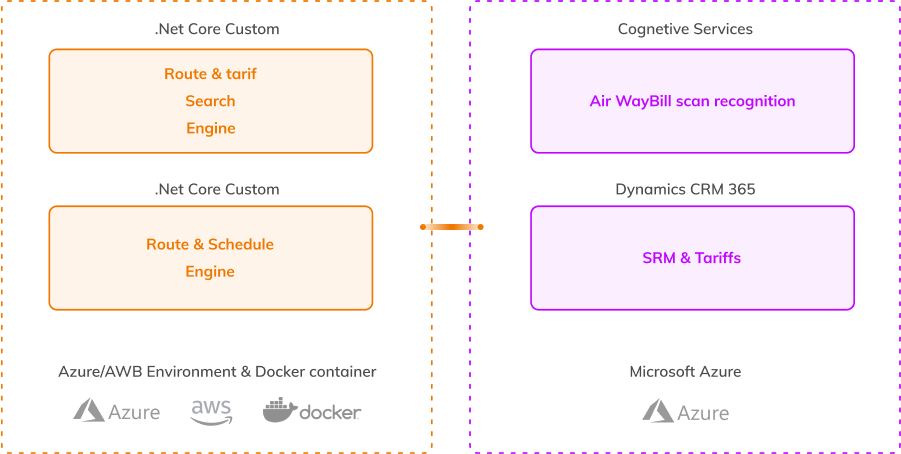 .Net Core Custom
Route & tarif
Search
Engine
.Net Core Custom
Route & Schedule
Engine
Azure/AWB Environment & Docker container
Azure
aws
docker
Cognetive Services
Air WayBill scan recognition
Dynamics CRM 365
SRM & Tariffs
Microsoft Azure
Azure